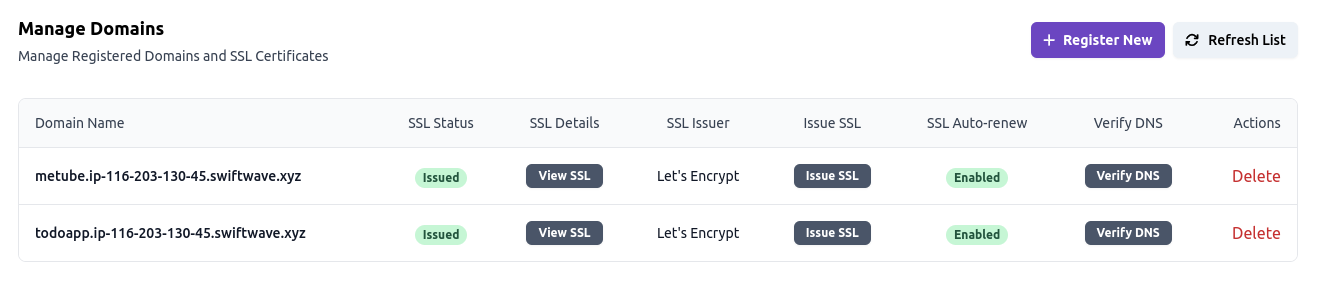 Manage Domains
Manage Registered Domains and SSL Certificates
Register New
Refresh List
Domain Name SSL Status SSL Details SSL Issuer Issue SSL SSL Auto-renew Verify DNS Actions
metube.ip-116-203-130-45.swiftwave.xyz Issued View SSL Let's Encrypt Issue SSL Enabled Verify DNS Delete
todoapp.ip-116-203-130-45.swiftwave.xyz Issued View SSL Let's Encrypt Issue SSL Enabled Verify DNS Delete